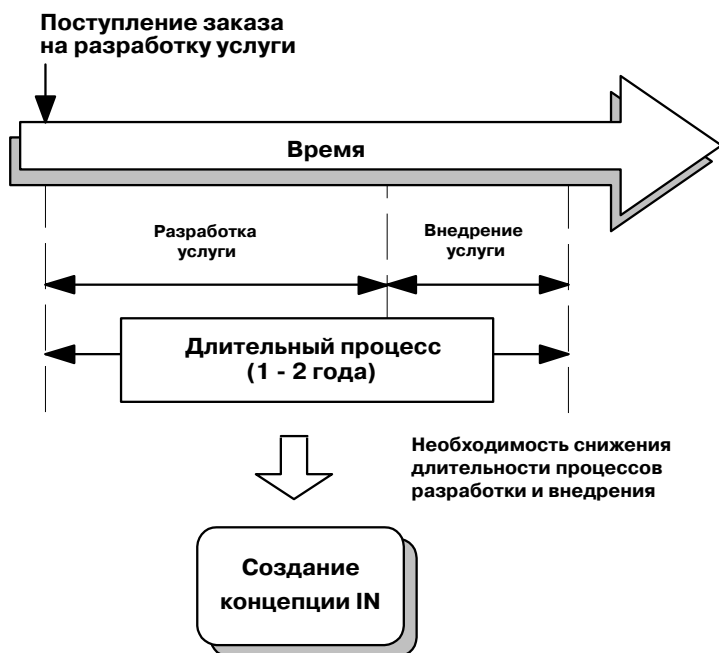 Поступление заказа
на разработку услуги
Время
Разработка
услуги
Внедрение
услуги
Длительный процесс
(1 - 2 года)
Необходимость снижения
длительности процессов
разработки и внедрения
Создание
концепции IN